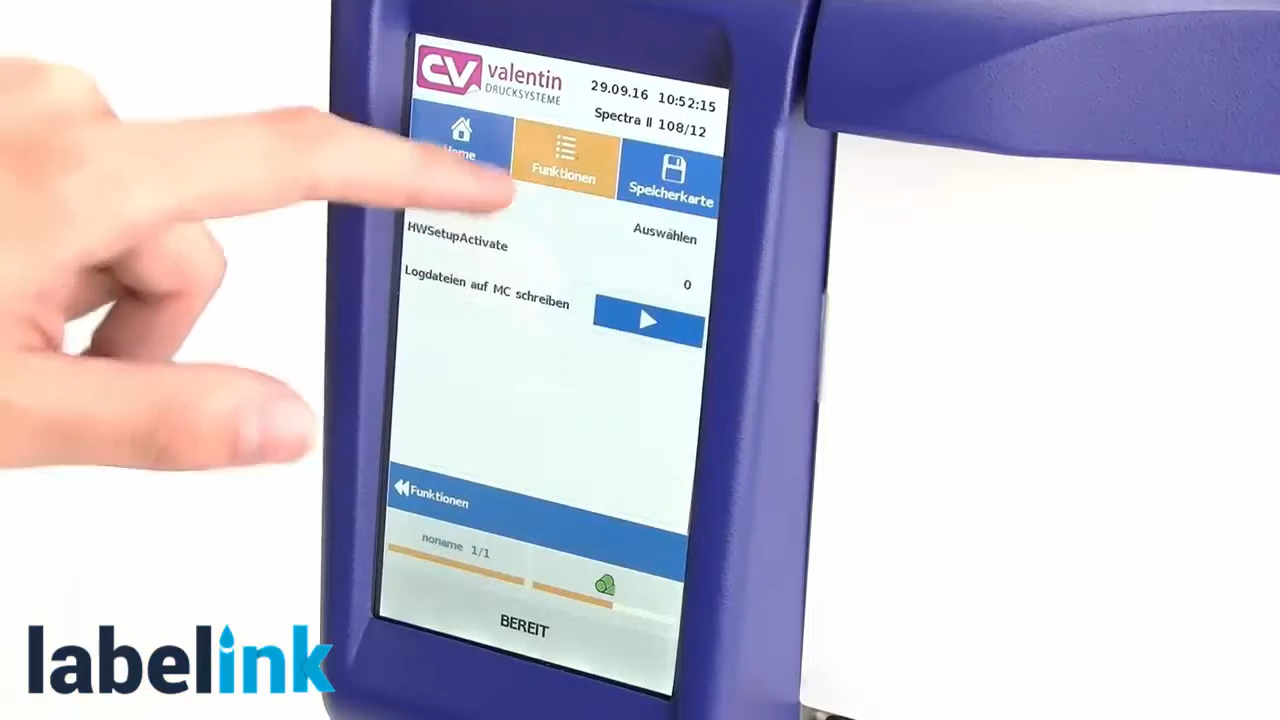 CV valentin
DRUCKSYSTEME
29.09.16 10:52:15
Spectra II 108/12
Home
Funktionen
Speicherkarte
Auswählen
HWSetupActivate
0
Logdateien auf MC schreiben
Funktionen
noname 1/1
BEREIT
labelink